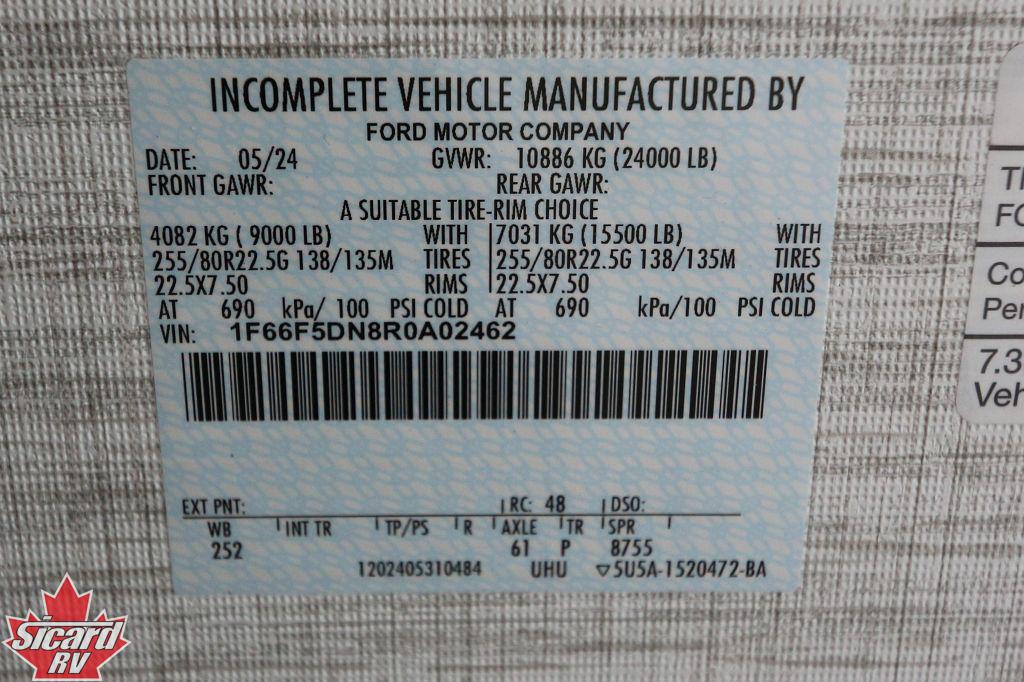 INCOMPLETE VEHICLE MANUFACTURED BY
FORD MOTOR COMPANY
DATE: 05/24 GVWR: 10886 KG (24000 LB)
FRONT GAWR: REAR GAWR:
A SUITABLE TIRE-RIM CHOICE
4082 KG ( 9000 LB) WITH 7031 KG (15500 LB) WITH
255/80R22.5G 138/135M TIRES 255/80R22.5G 138/135M TIRES
22.5X7.50 RIMS 22.5X7.50 RIMS
AT 690 kPa/ 100 PSI COLD AT 690 kPa/100 PSI COLD
VIN: 1F66F5DN8R0A02462
EXT PNT: RC: 48 DSO:
WB INT TR TP/PS R AXLE TR SPR
252 61 P 8755
1202405310484 UHU ▽5U5A-1520472-BA
FO
7.3
Sicard
RV